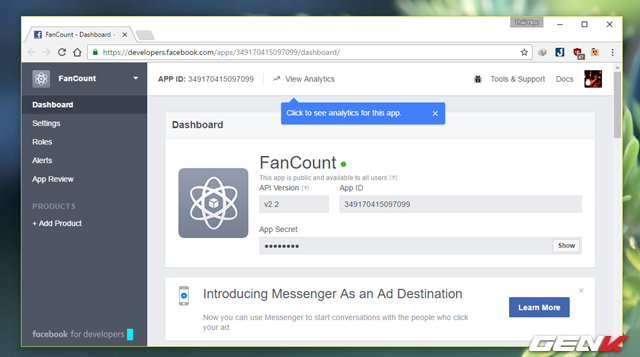 FanCount - Dashboard -
https://developers.facebook.com/apps/349170415097099/dashboard/
FanCount
APP ID: 349170415097099
View Analytics
Tools & Support
Docs
Click to see analytics for this app.
Dashboard
Settings
Roles
Alerts
App Review
PRODUCTS
+ Add Product
facebook for developers
Dashboard
FanCount
This app is public and available to all users [?]
API Version [?]
App ID
v2.2
349170415097099
App Secret
●●●●●●●●
Show
Introducing Messenger As an Ad Destination
Now you can use Messenger to start conversations with the people who click
your ad.
Learn More
GENK